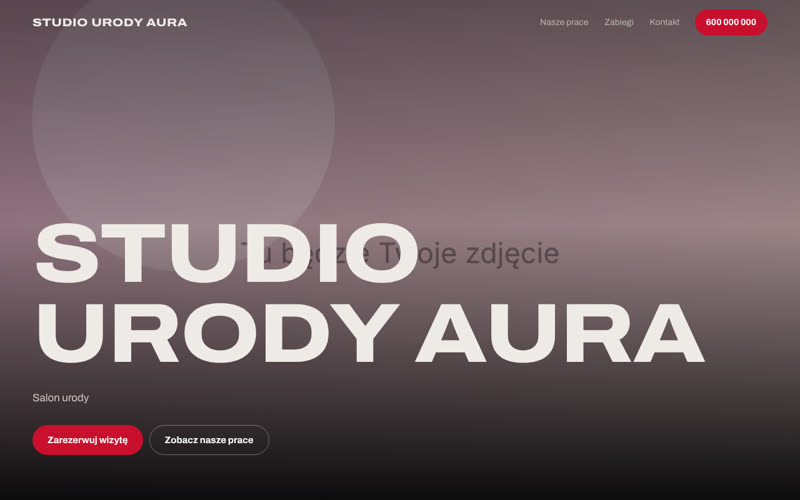 STUDIO URODY AURA
Nasze prace
Zabiegi
Kontakt
600 000 000
Tu będzie Twoje zdjęcie
STUDIO
URODY AURA
Salon urody
Zarezerwuj wizytę
Zobacz nasze prace